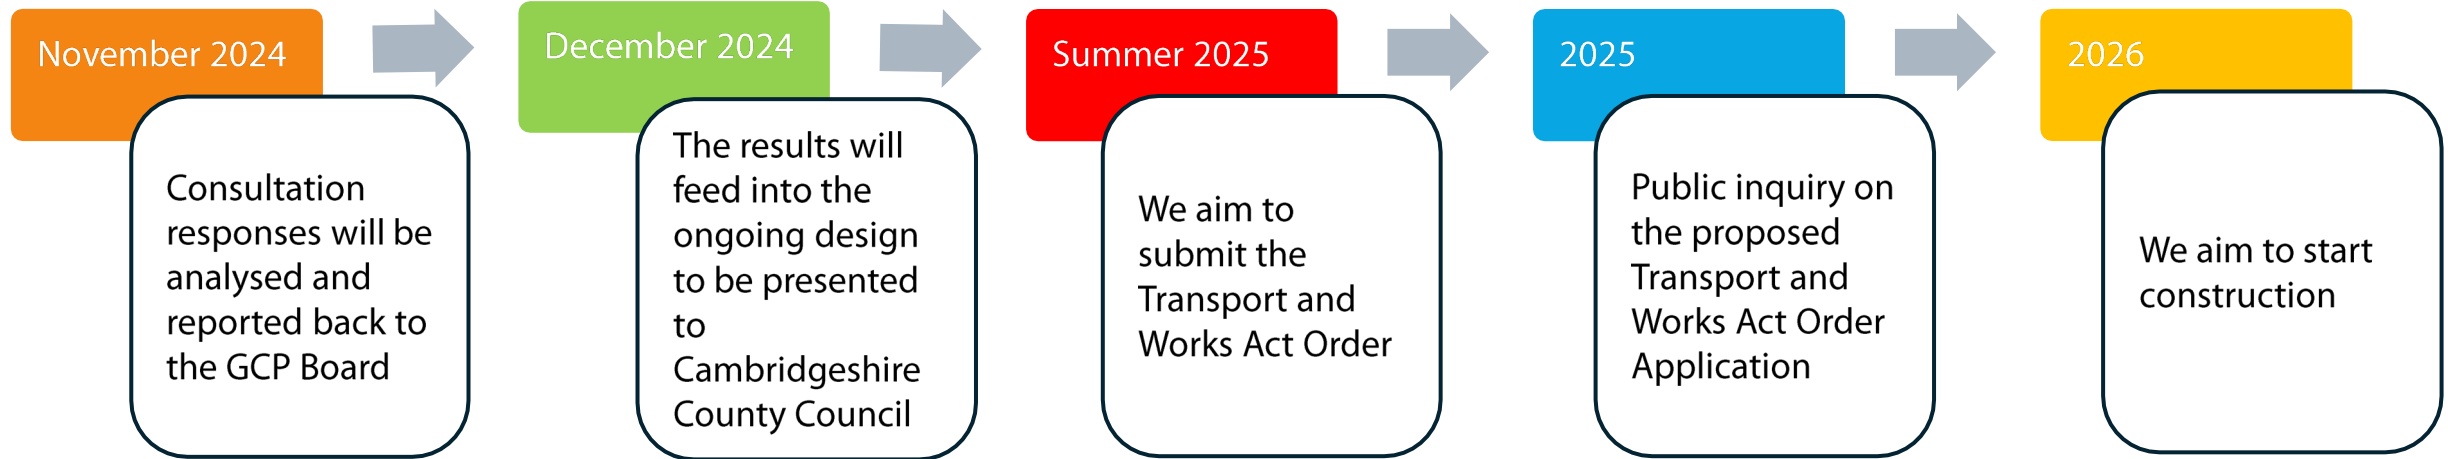 November 2024
Consultation
responses will be
analysed and
reported back to
the GCP Board
December 2024
The results will
feed into the
ongoing design
to be presented
to
Cambridgeshire
County Council
Summer 2025
We aim to
submit the
Transport and
Works Act Order
2025
Public inquiry on
the proposed
Transport and
Works Act Order
Application
2026
We aim to start
construction